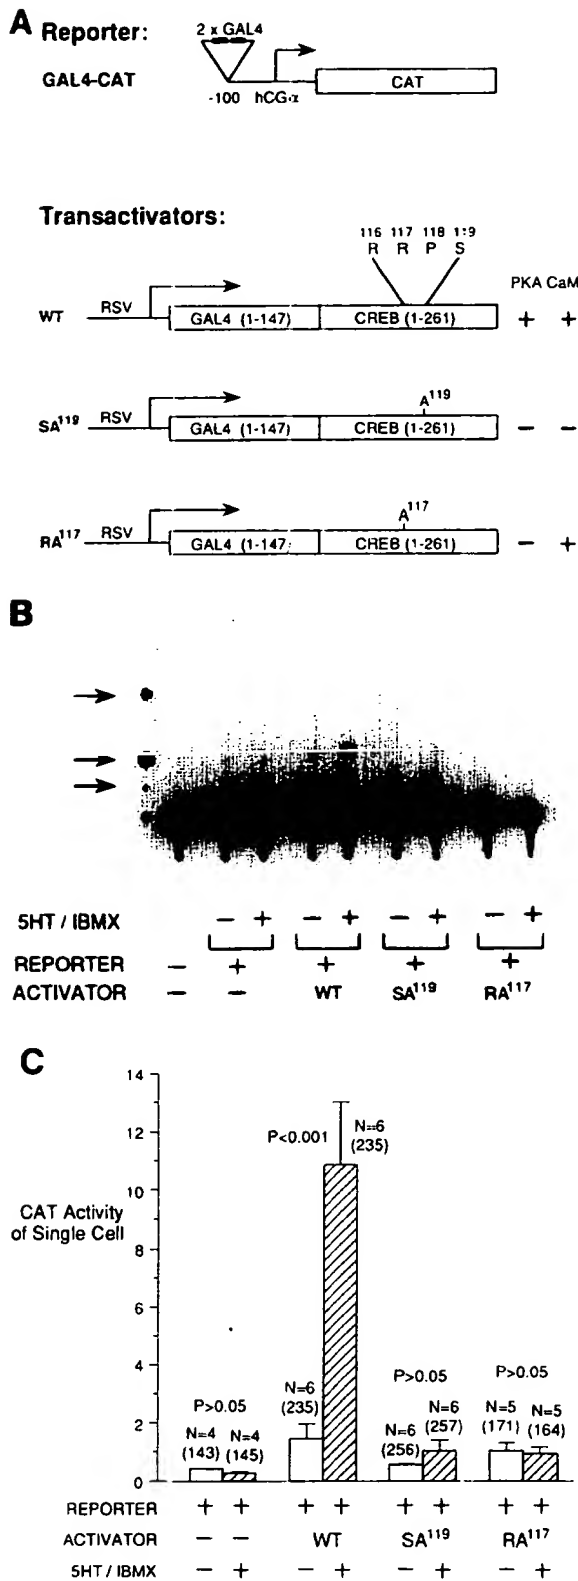 A Reporter:
2 x GAL4
GAL4-CAT
CAT
-100 hCG-α
Transactivators:
116 117 118 119
R R P S
PKA CaM
WT RSV GAL4 (1-147) CREB (1-261) + +
A119
SA119 RSV GAL4 (1-147) CREB (1-261) – –
A117
RA117 RSV GAL4 (1-147) CREB (1-261) – +
B
5HT / IBMX – + – + – + – +
REPORTER – + + + +
ACTIVATOR – – WT SA119 RA117
C
14
12
10
8
6
4
2
0
CAT Activity
of Single Cell
P>0.05
N=4
(143)
N=4
(145)
P<0.001
N=6
(235)
N=6
(235)
P>0.05
N=6
(256)
N=6
(257)
P>0.05
N=5
(171)
N=5
(164)
REPORTER + + + + + + + +
ACTIVATOR – – WT SA119 RA117
5HT / IBMX – + – + – + – +